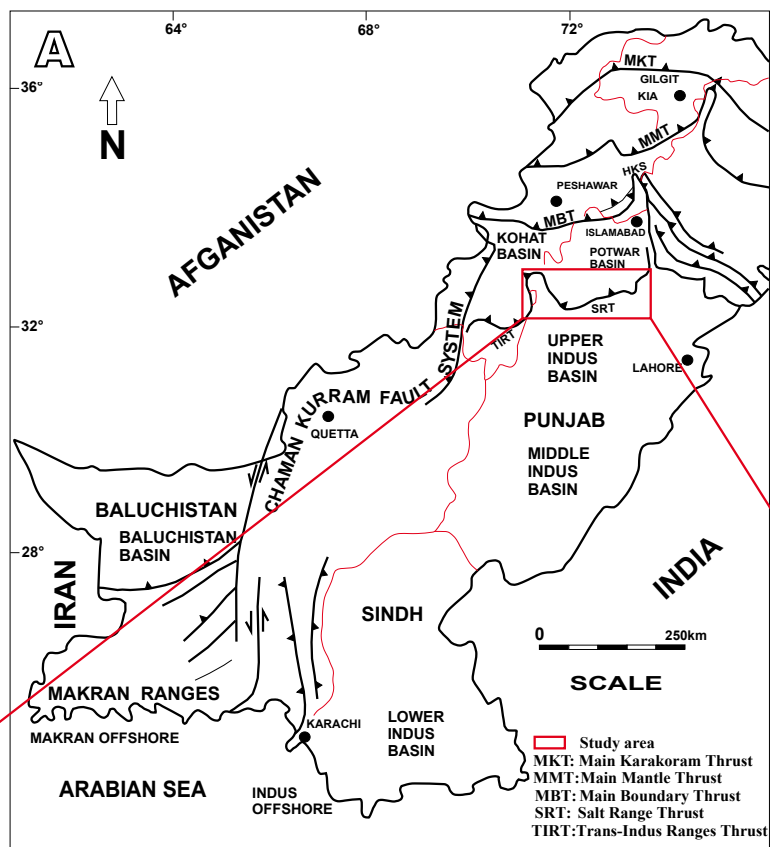 64°
68°
72°
A
36°
MKT
GILGIT
KIA
N
MMT
HKS
PESHAWAR
AFGANISTAN
MBT
ISLAMABAD
KOHAT
BASIN
POTWAR
BASIN
SRT
32°
TIRT
UPPER
INDUS
BASIN
LAHORE
CHAMAN KURRAM FAULT SYSTEM
QUETTA
PUNJAB
MIDDLE
INDUS
BASIN
BALUCHISTAN
BALUCHISTAN
BASIN
28°
IRAN
INDIA
SINDH
0 250km
SCALE
MAKRAN RANGES
KARACHI
MAKRAN OFFSHORE
LOWER
INDUS
BASIN
ARABIAN SEA
INDUS
OFFSHORE
Study area
MKT: Main Karakoram Thrust
MMT: Main Mantle Thrust
MBT: Main Boundary Thrust
SRT: Salt Range Thrust
TIRT:Trans-Indus Ranges Thrust